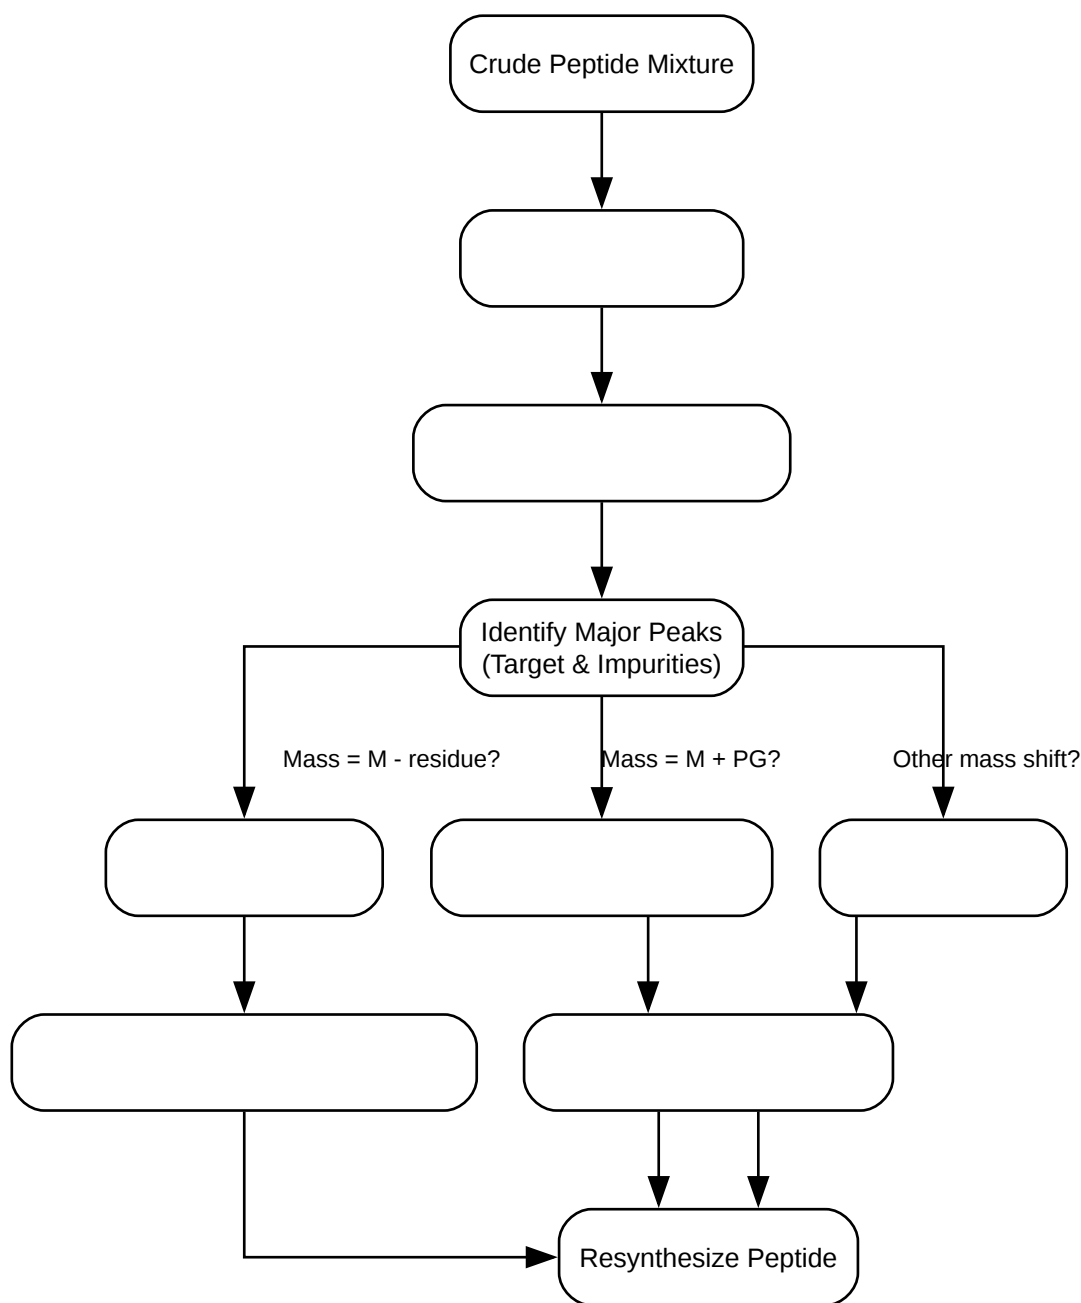 Crude Peptide Mixture
Identify Major Peaks
(Target & Impurities)
Mass = M - residue?
Mass = M + PG?
Other mass shift?
Resynthesize Peptide